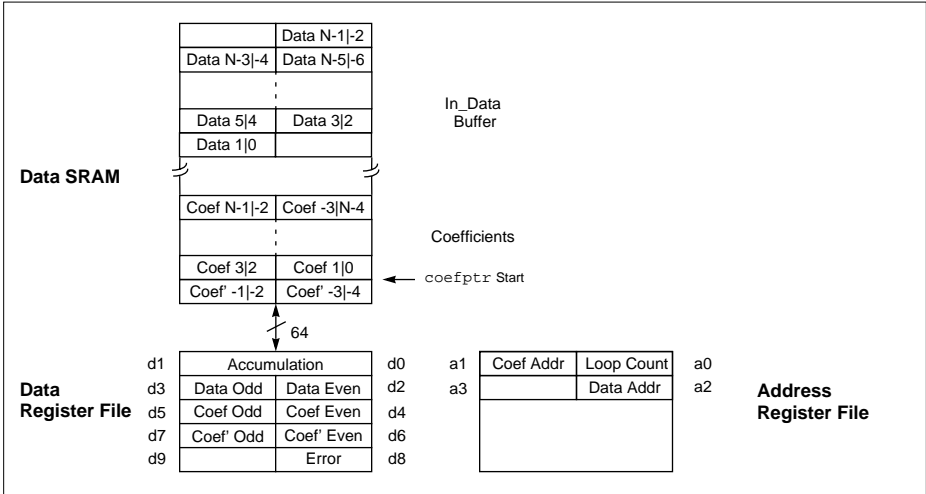 Data N-1|-2
Data N-3|-4 Data N-5|-6
In_Data
Buffer
Data 5|4 Data 3|2
Data 1|0
Data SRAM
Coef N-1|-2 Coef -3|N-4
Coefficients
Coef 3|2 Coef 1|0
coefptr Start
Coef' -1|-2 Coef' -3|-4
64
d1 Accumulation d0 a1 Coef Addr Loop Count a0
d3 Data Odd Data Even d2 a3 Data Addr a2
Data
Register File
Address
Register File
d5 Coef Odd Coef Even d4
d7 Coef' Odd Coef' Even d6
d9 Error d8